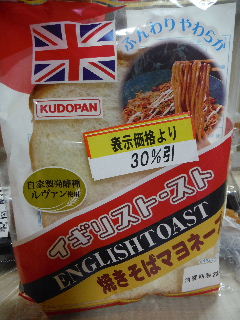 ふんわりやわらか
KUDOPAN
表示価格より
30%引
自家製発酵種
ルヴァン使用
イギリストースト
ENGLISHTOAST
焼きそばマヨネーズ